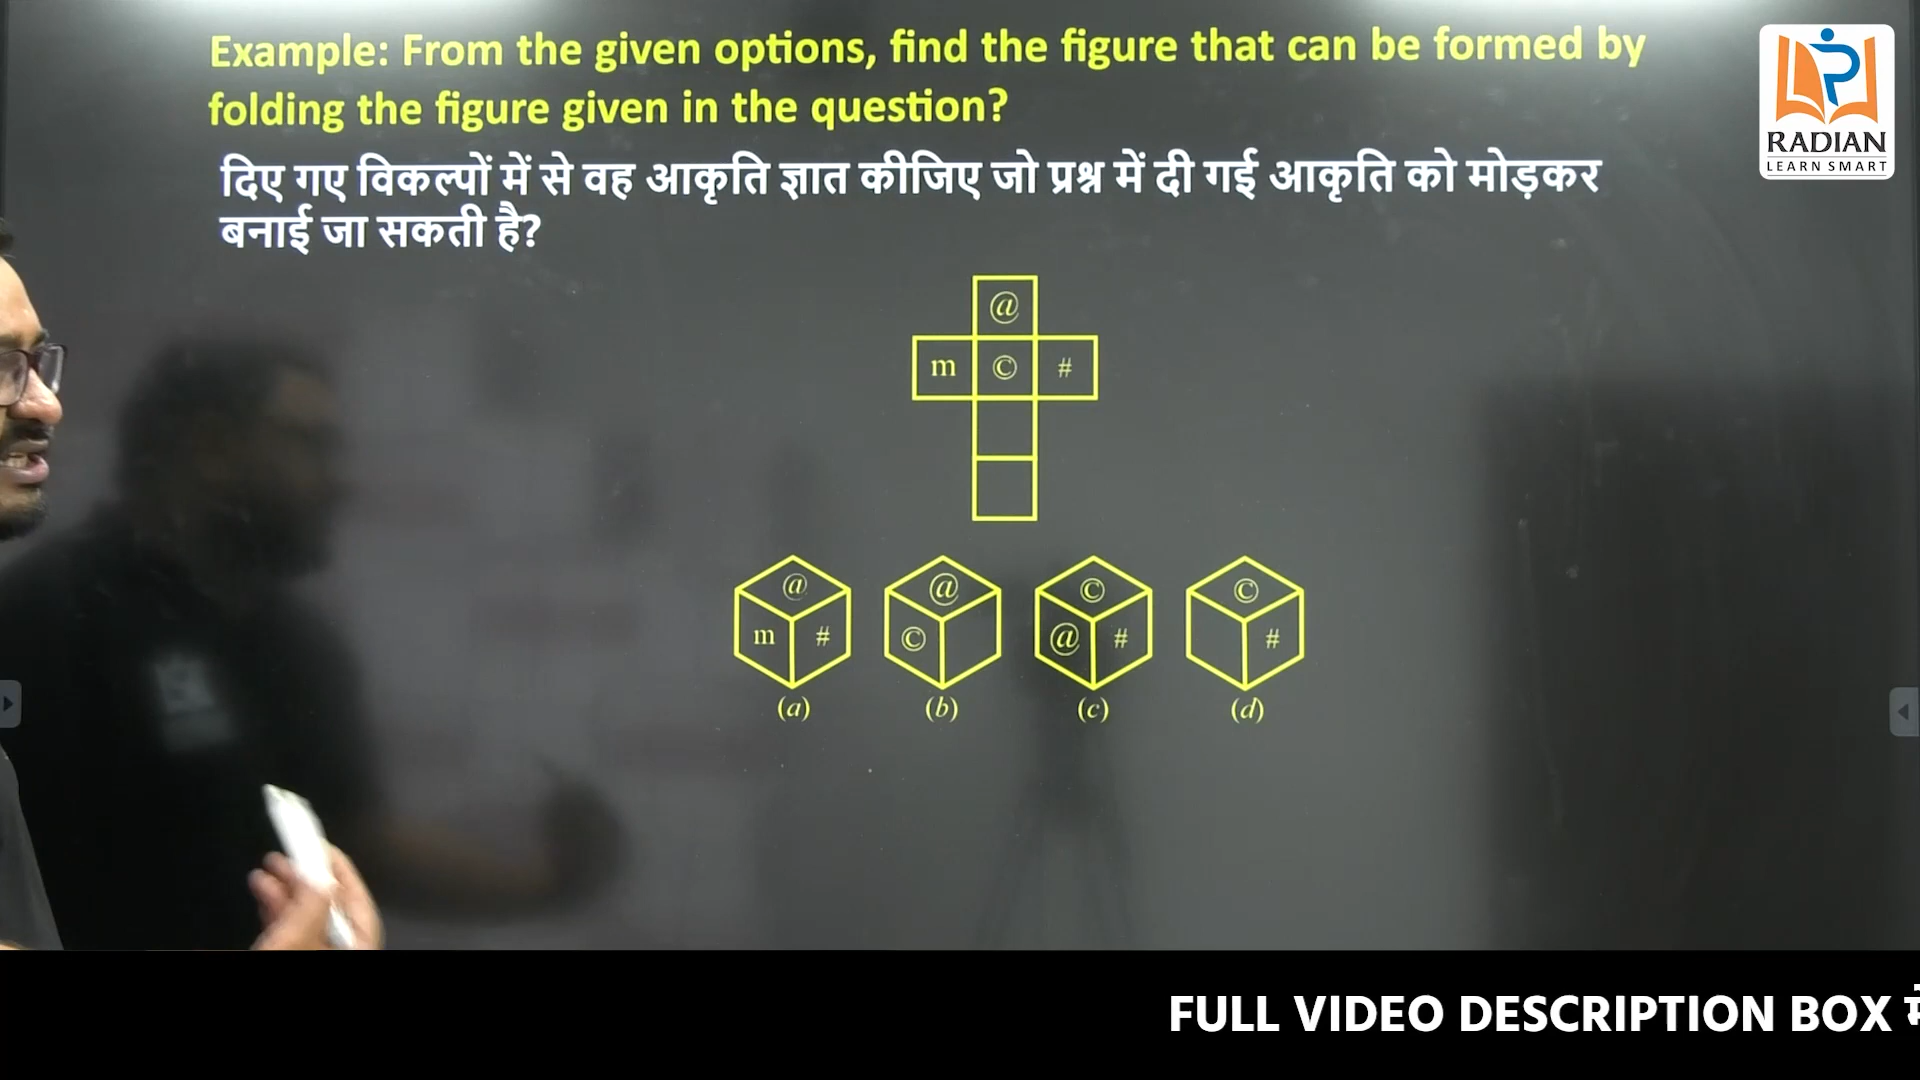 Example: From the given options, find the figure that can be formed by
folding the figure given in the question?
दिए गए विकल्पों में से वह आकृति ज्ञात कीजिए जो प्रश्न में दी गई आकृति को मोड़कर
बनाई जा सकती है?
RADIAN
LEARN SMART
@
m © #
@ @ © ©
m # © @ # #
(a) (b) (c) (d)
FULL VIDEO DESCRIPTION BOX में